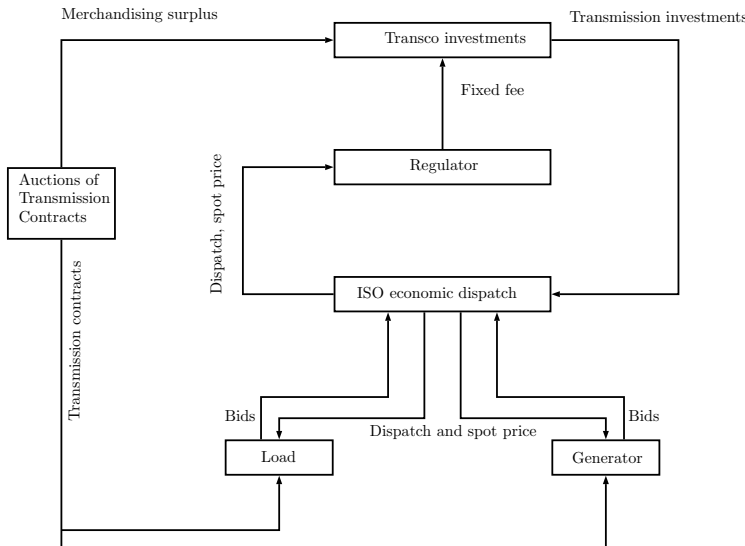 Merchandising surplus
Transmission investments
Transco investments
Fixed fee
Regulator
Auctions of
Transmission
Contracts
Dispatch, spot price
ISO economic dispatch
Transmission contracts
Bids
Dispatch and spot price
Bids
Load
Generator